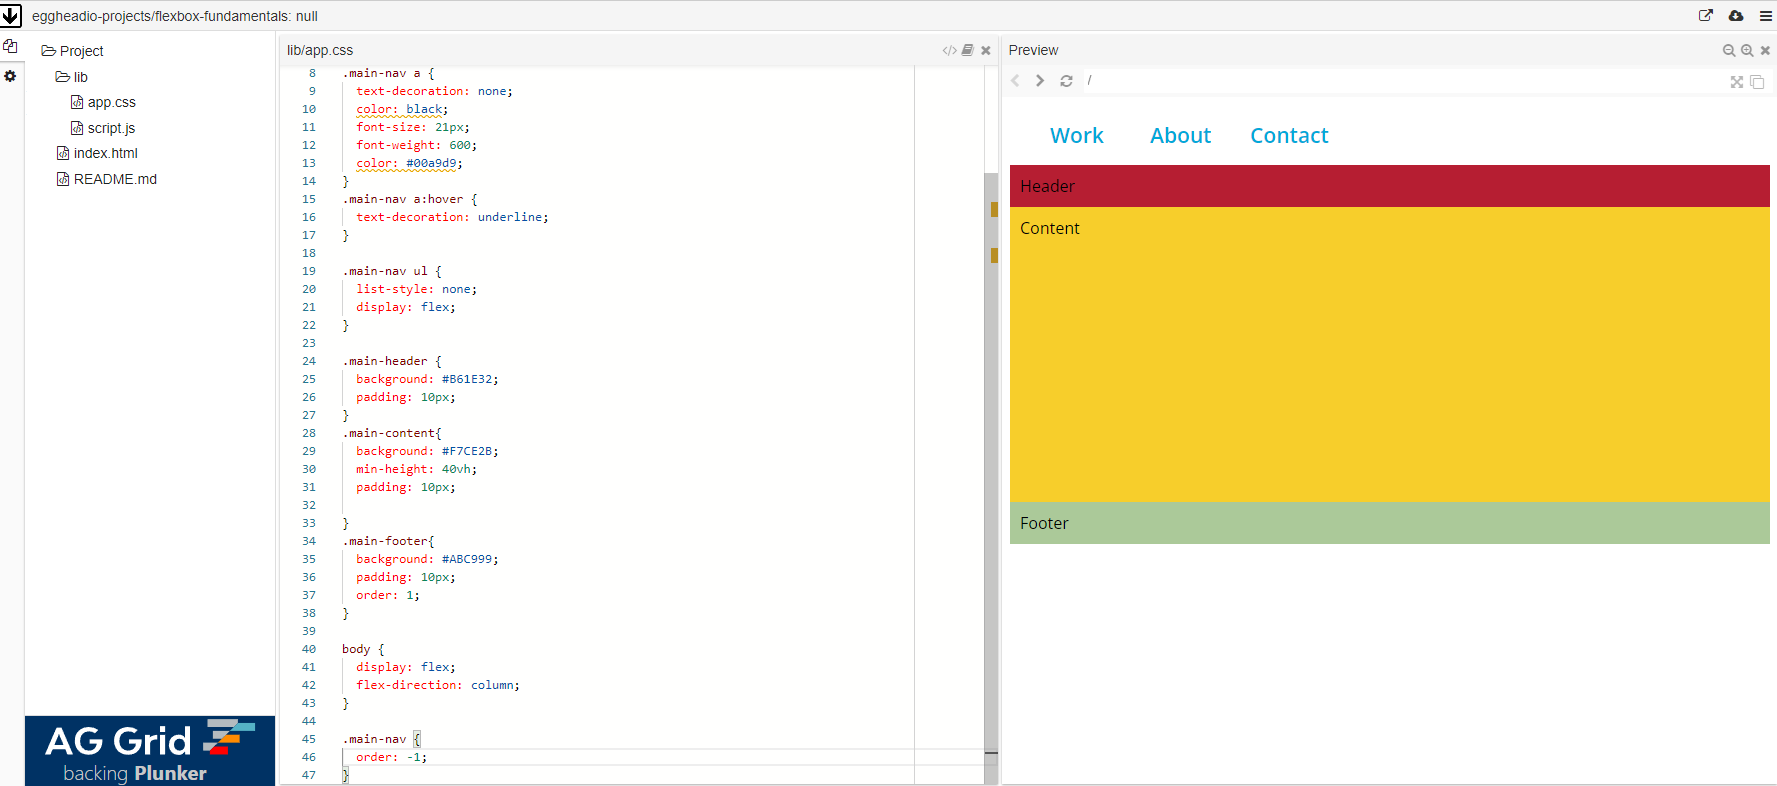 eggheadio-projects/flexbox-fundamentals: null
Project
lib
app.css
script.js
index.html
README.md
AG Grid
backing Plunker
lib/app.css
8 .main-nav a {
9 text-decoration: none;
10 color: black;
11 font-size: 21px;
12 font-weight: 600;
13 color: #00a9d9;
14 }
15 .main-nav a:hover {
16 text-decoration: underline;
17 }
18
19 .main-nav ul {
20 list-style: none;
21 display: flex;
22 }
23
24 .main-header {
25 background: #B61E32;
26 padding: 10px;
27 }
28 .main-content{
29 background: #F7CE2B;
30 min-height: 40vh;
31 padding: 10px;
32
33 }
34 .main-footer{
35 background: #ABC999;
36 padding: 10px;
37 order: 1;
38 }
39
40 body {
41 display: flex;
42 flex-direction: column;
43 }
44
45 .main-nav {
46 order: -1;
47 }
Preview
/
Work About Contact
Header
Content
Footer